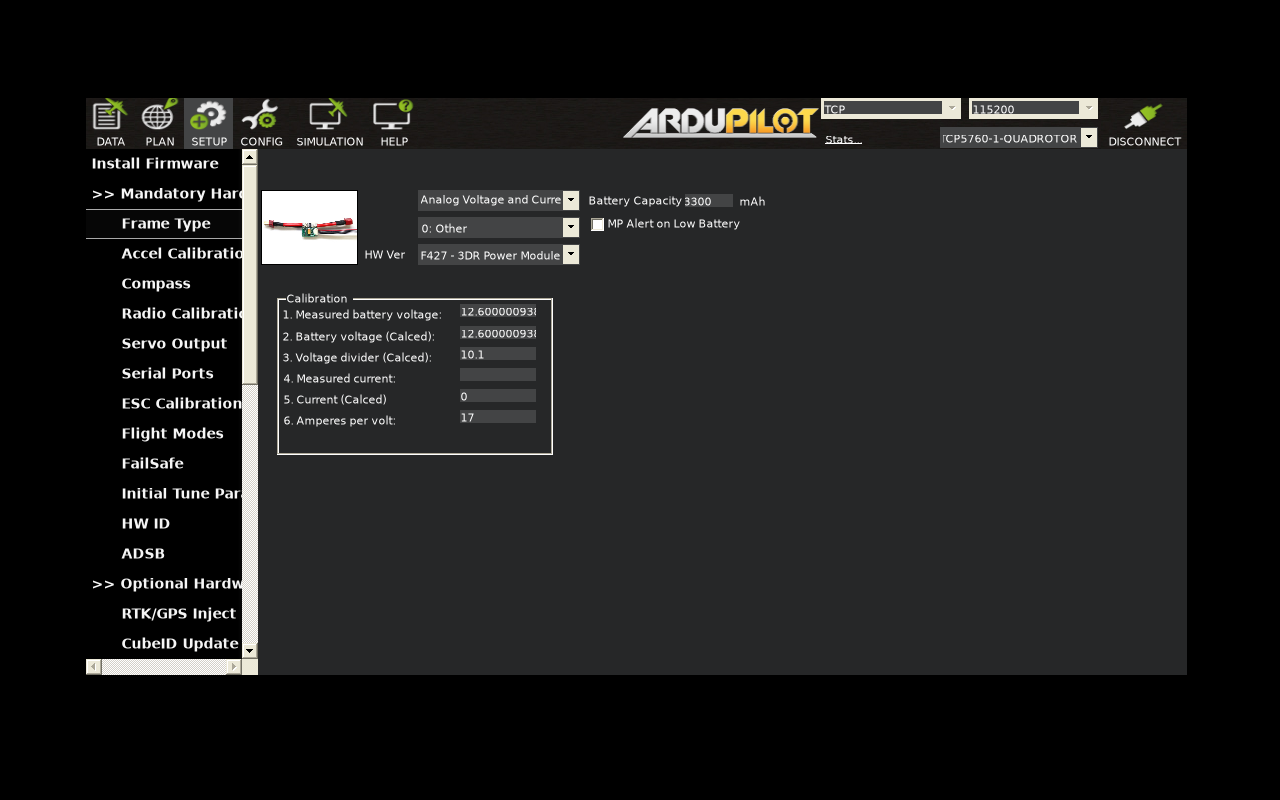 DATA PLAN SETUP CONFIG SIMULATION HELP
ARDUPILOT
TCP 115200
Stats... TCP5760-1-QUADROTOR DISCONNECT
Install Firmware
>> Mandatory Hard
Frame Type
Accel Calibratio
Compass
Radio Calibratio
Servo Output
Serial Ports
ESC Calibration
Flight Modes
FailSafe
Initial Tune Par
HW ID
ADSB
>> Optional Hardw
RTK/GPS Inject
CubeID Update
Analog Voltage and Curre Battery Capacity 3300 mAh
0: Other MP Alert on Low Battery
HW Ver F427 - 3DR Power Module
Calibration
1. Measured battery voltage: 12.600000938
2. Battery voltage (Calced): 12.600000938
3. Voltage divider (Calced): 10.1
4. Measured current:
5. Current (Calced) 0
6. Amperes per volt: 17